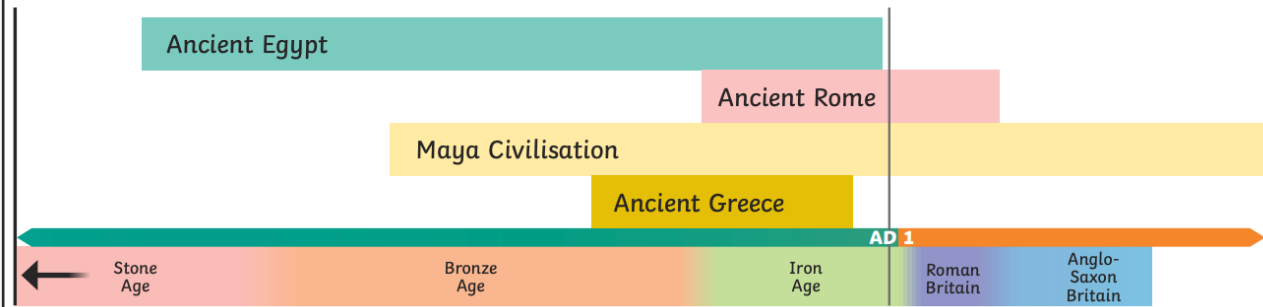 Ancient Egypt
Ancient Rome
Maya Civilisation
Ancient Greece
AD 1
Stone
Age
Bronze
Age
Iron
Age
Roman
Britain
Anglo-
Saxon
Britain